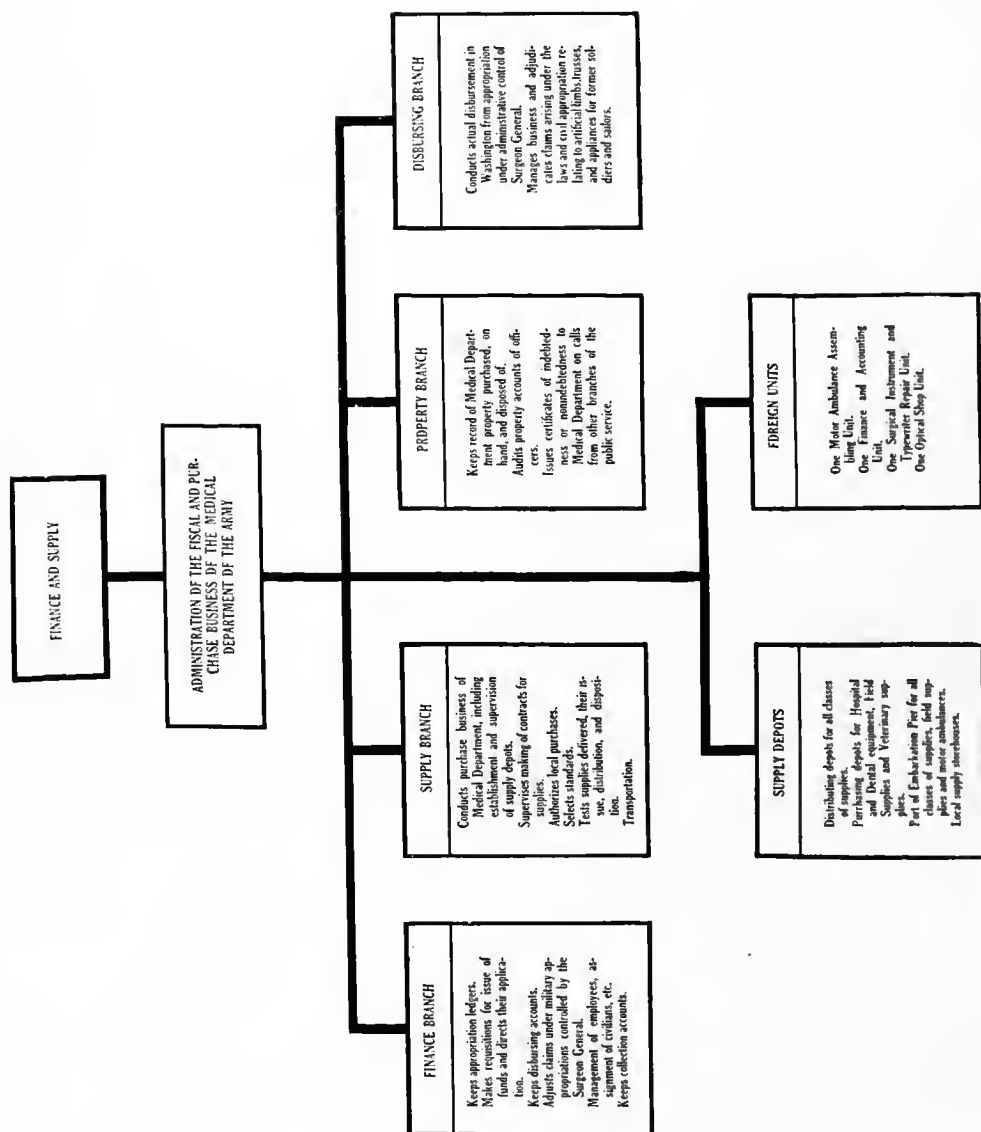 FINANCE AND SUPPLY
ADMINISTRATION OF THE FISCAL AND PUR-
CHASE BUSINESS OF THE MEDICAL
DEPARTMENT OF THE ARMY
FINANCE BRANCH
Keeps appropriation ledgers.
Makes requisitions for issue of
funds and directs their applica-
tion.
Keeps disbursing accounts.
Adjusts claims under military ap-
propriations controlled by the
Surgeon General.
Management of employees, as-
signment of civilians, etc.
Keeps collection accounts.
SUPPLY BRANCH
Conducts purchase business of
Medical Department, including
establishment and supervision
of supply depots.
Supervises making of contracts for
supplies.
Authorizes local purchases.
Selects standards.
Tests supplies delivered, their is-
sue, distribution, and disposi-
tion.
Transportation.
PROPERTY BRANCH
Keeps record of Medical Depart-
ment property purchased, on
hand, and disposed of.
Audits property accounts of offi-
cers.
Issues certificates of indebted-
ness or nonindebtedness to
Medical Department on calls
from other branches of the
public service.
DISBURSING BRANCH
Conducts actual disbursement in
Washington from appropriation
under administrative control of
Surgeon General.
Manages business and adjudi-
cates claims arising under the
laws and civil appropriation re-
lating to artificial limbs, trusses,
and appliances for former sol-
diers and sailors.
SUPPLY DEPOTS
Distributing depots for all classes
of supplies.
Purchasing depots for Hospital
and Dental equipment, Field
Supplies and Veterinary sup-
plies.
Port of Embarkation Pier for all
classes of supplies, field sup-
plies and motor ambulances.
Local supply storehouses.
FOREIGN UNITS
One Motor Ambulance Assem-
bling Unit.
One Finance and Accounting
Unit.
One Surgical Instrument and
Typewriter Repair Unit.
One Optical Shop Unit.